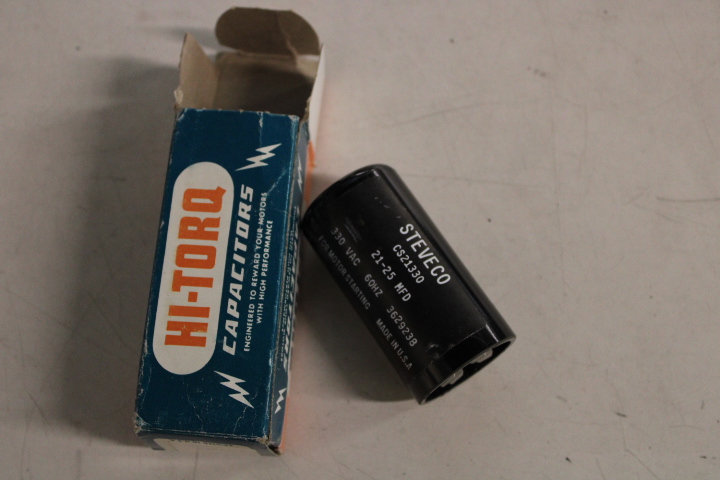 HI-TORQ
CAPACITORS
ENGINEERED TO REWARD YOUR MOTORS
WITH HIGH PERFORMANCE
STEVECO
CS21330
21-25 MFD
330 VAC 60HZ 3629238
FOR MOTOR STARTING MADE IN U.S.A